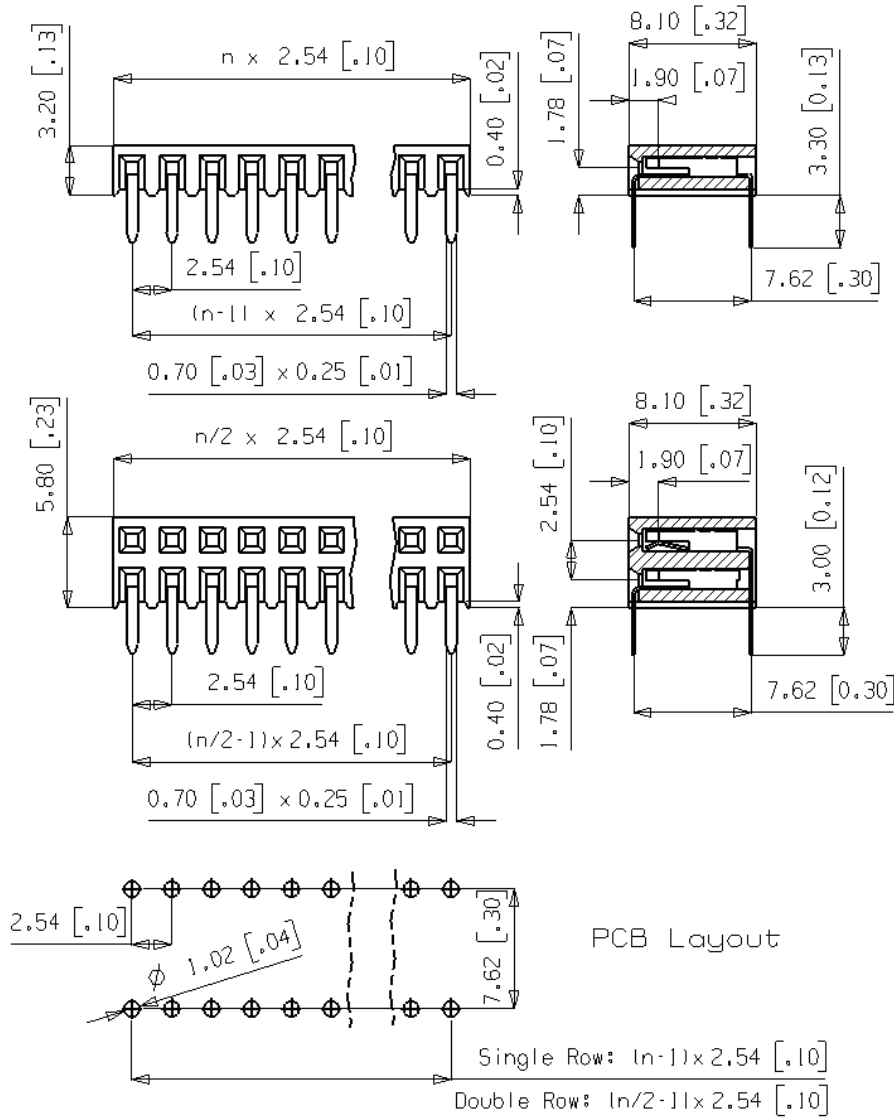 8.10 [.32]
n x 2.54 [.10]
3.20 [.13]
0.40 [.02]
1.78 [.07]
1.90 [.07]
3.30 [0.13]
2.54 [.10]
7.62 [.30]
(n-1) x 2.54 [.10]
0.70 [.03] x 0.25 [.01]
8.10 [.32]
5.80 [.23]
n/2 x 2.54 [.10]
2.54 [.10]
1.90 [.07]
3.00 [0.12]
2.54 [.10]
0.40 [.02]
1.78 [.07]
7.62 [0.30]
(n/2-1) x 2.54 [.10]
0.70 [.03] x 0.25 [.01]
2.54 [.10]
7.62 [.30]
PCB Layout
Ø 1.02 [.04]
Single Row: (n-1) x 2.54 [.10]
Double Row: (n/2-1) x 2.54 [.10]